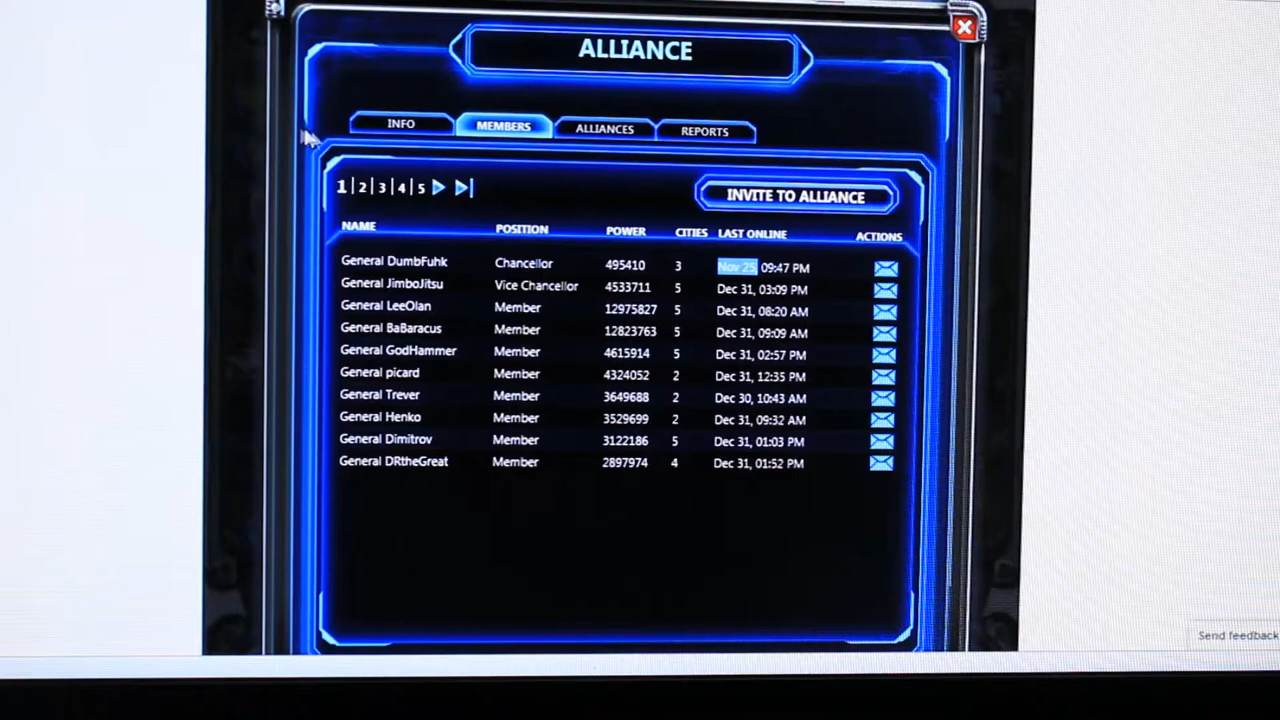 ALLIANCE
INFO MEMBERS ALLIANCES REPORTS
1 | 2 | 3 | 4 | 5
INVITE TO ALLIANCE
NAME POSITION POWER CITIES LAST ONLINE ACTIONS
General DumbFuhk Chancellor 495410 3 Nov 25, 09:47 PM
General JimboJitsu Vice Chancellor 4533711 5 Dec 31, 03:09 PM
General LeeOlan Member 12975827 5 Dec 31, 08:20 AM
General BaBaracus Member 12823763 5 Dec 31, 09:09 AM
General GodHammer Member 4615914 5 Dec 31, 02:57 PM
General picard Member 4324052 2 Dec 31, 12:35 PM
General Trever Member 3649688 2 Dec 30, 10:43 AM
General Henko Member 3529699 2 Dec 31, 09:32 AM
General Dimitrov Member 3122186 5 Dec 31, 01:03 PM
General DRtheGreat Member 2897974 4 Dec 31, 01:52 PM
Send feedback